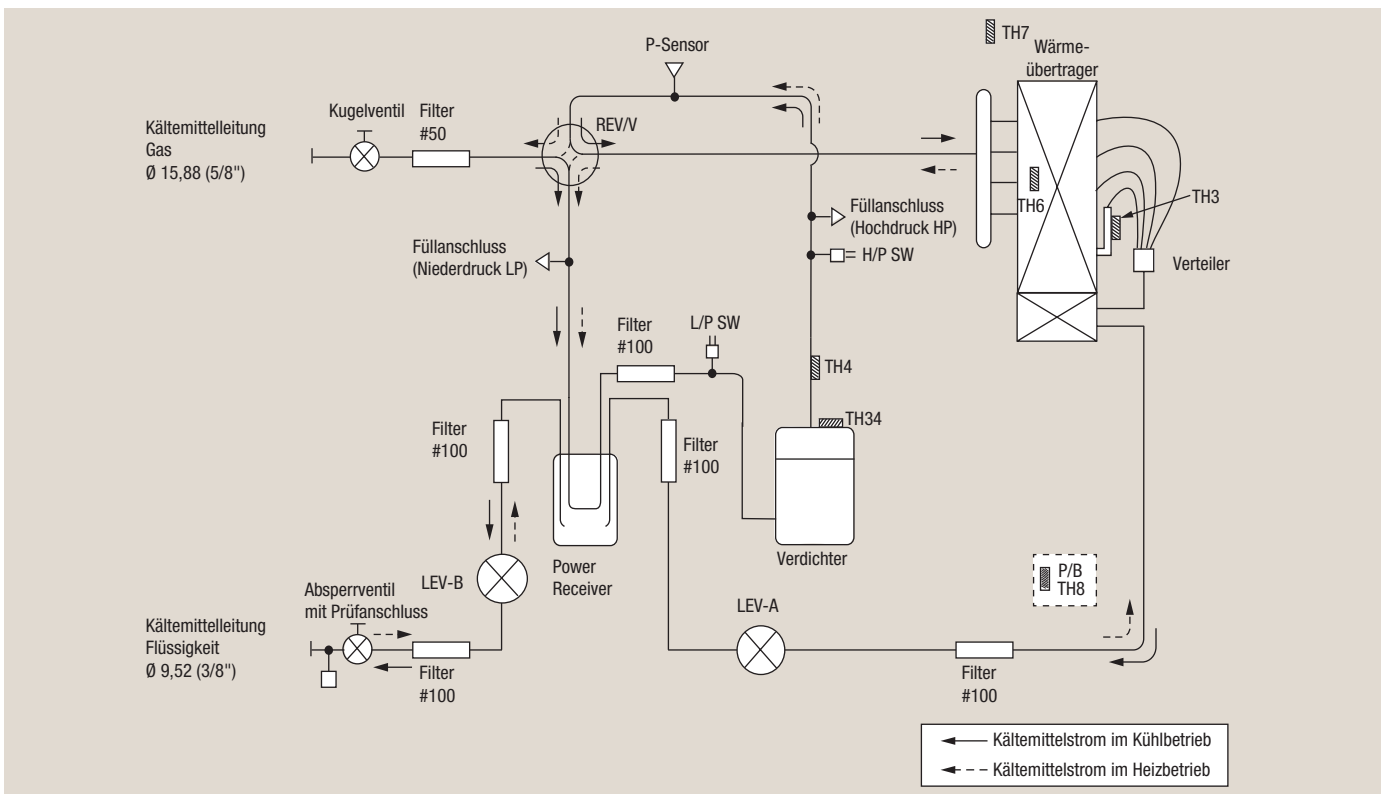 TH7
P-Sensor
Wärme-
übertrager
Kugelventil
Filter
#50
REV/V
Kältemittelleitung
Gas
Ø 15,88 (5/8")
TH6
TH3
Füllanschluss
(Hochdruck HP)
Füllanschluss
(Niederdruck LP)
H/P SW
Verteiler
L/P SW
Filter
#100
TH4
TH34
Filter
#100
Filter
#100
Verdichter
Power
Receiver
P/B
TH8
LEV-B
Absperrventil
mit Prüfanschluss
LEV-A
Kältemittelleitung
Flüssigkeit
Ø 9,52 (3/8")
Filter
#100
Filter
#100
Kältemittelstrom im Kühlbetrieb
Kältemittelstrom im Heizbetrieb